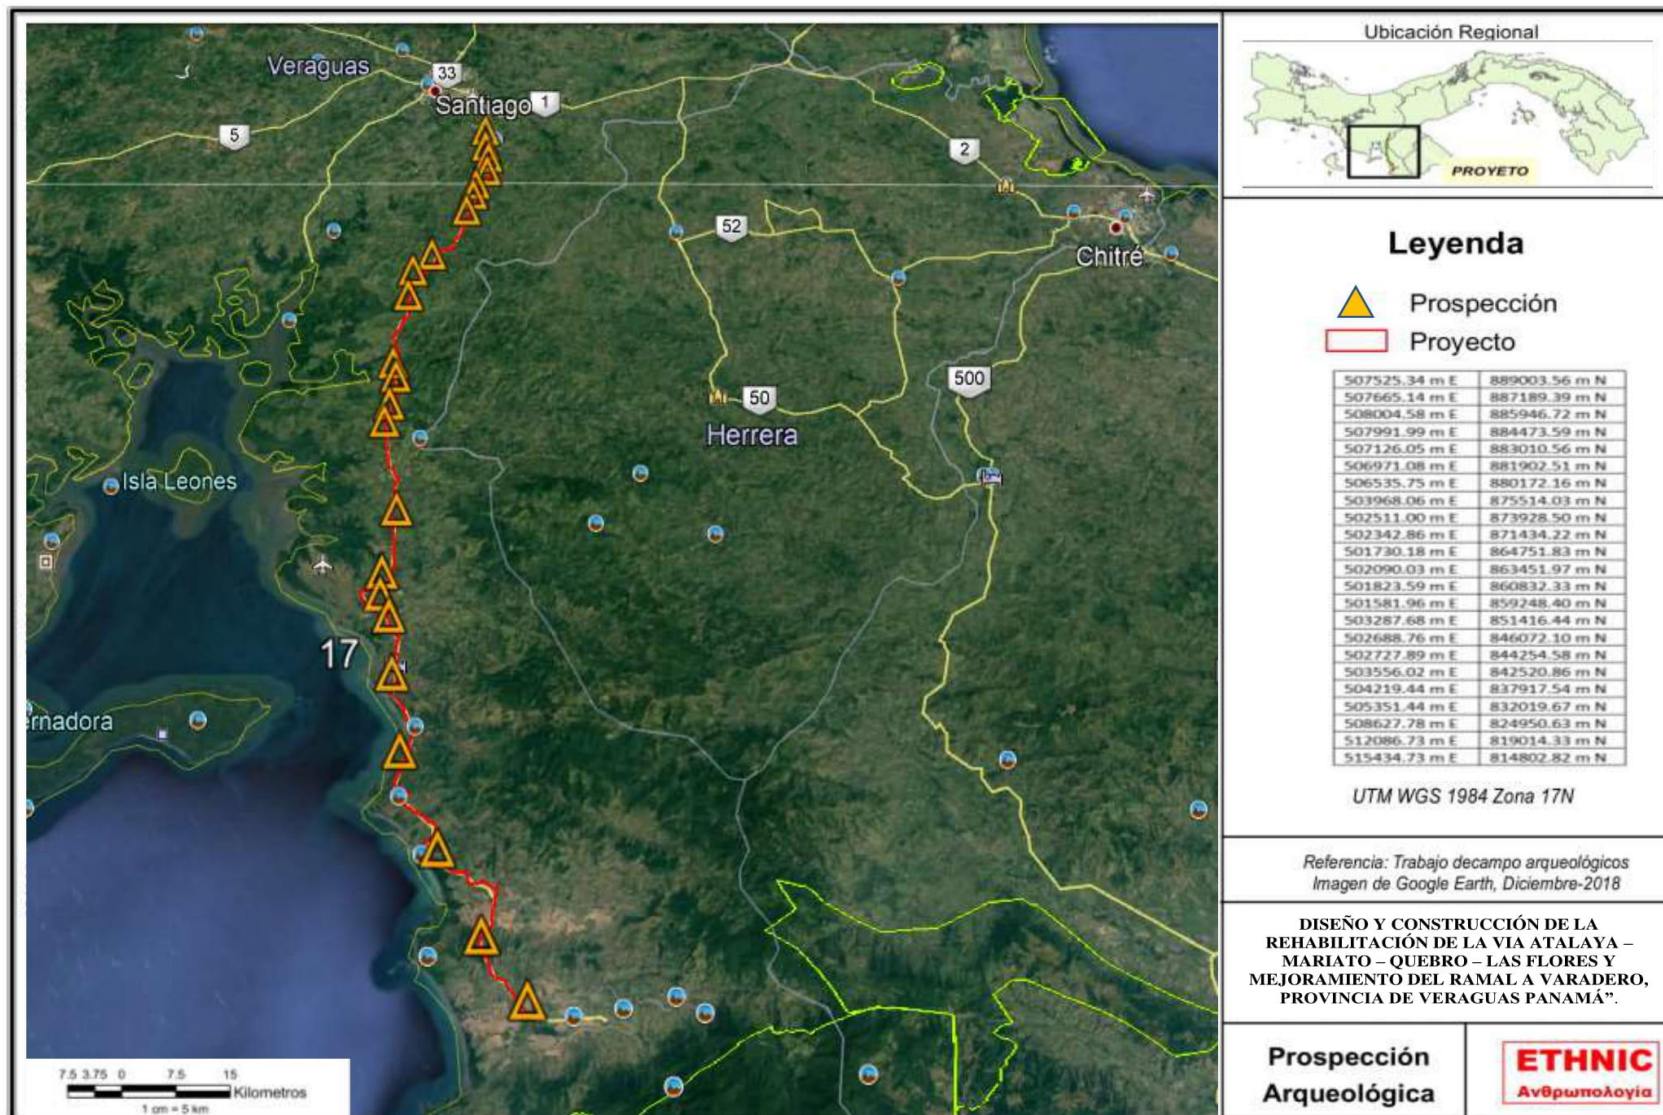 Veraguas
33
Santiago
1
5
2
52
Chitré
500
50
Herrera
Isla Leones
17
ernadora
7.5 3.75 0 7.5 15
Kilometros
1 cm = 5 km
Ubicación Regional
PROYETO
Leyenda
Prospección
Proyecto
507525.34 m E 889003.56 m N
507665.14 m E 887189.39 m N
508004.58 m E 885946.72 m N
507991.99 m E 884473.59 m N
507126.05 m E 883010.56 m N
506971.08 m E 881902.51 m N
506535.75 m E 880172.16 m N
503968.06 m E 875514.03 m N
502511.00 m E 873928.50 m N
502342.86 m E 871434.22 m N
501730.18 m E 864751.83 m N
502090.03 m E 863451.97 m N
501823.59 m E 860832.33 m N
501581.96 m E 859248.40 m N
503287.68 m E 851416.44 m N
502688.76 m E 846072.10 m N
502727.89 m E 844254.58 m N
503556.02 m E 842520.86 m N
504219.44 m E 837917.54 m N
505351.44 m E 832019.67 m N
508627.78 m E 824950.63 m N
512086.73 m E 819014.33 m N
515434.73 m E 814802.82 m N
UTM WGS 1984 Zona 17N
Referencia: Trabajo decampo arqueológicos
Imagen de Google Earth, Diciembre-2018
DISEÑO Y CONSTRUCCIÓN DE LA
REHABILITACIÓN DE LA VIA ATALAYA –
MARIATO – QUEBRO – LAS FLORES Y
MEJORAMIENTO DEL RAMAL A VARADERO,
PROVINCIA DE VERAGUAS PANAMÁ”.
Prospección
Arqueológica
ETHNIC
Ανθρωπολογία